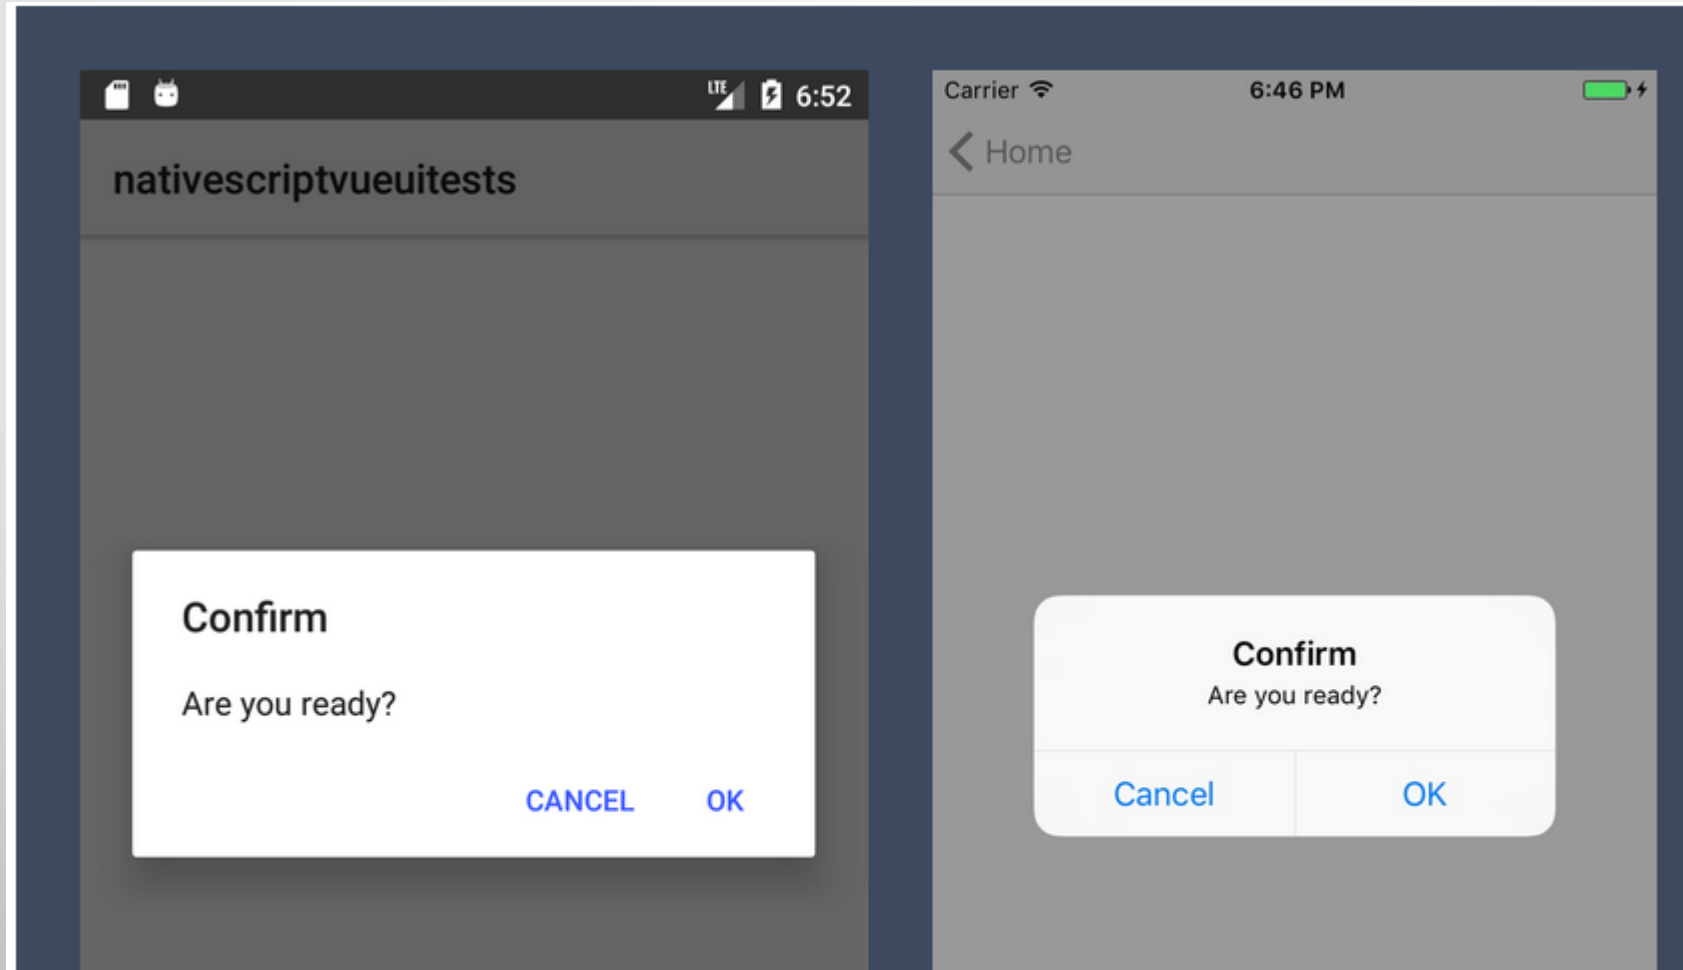 LTE 6:52
nativescriptvueuitests
Confirm
Are you ready?
CANCEL OK
Carrier 6:46 PM
Home
Confirm
Are you ready?
Cancel OK